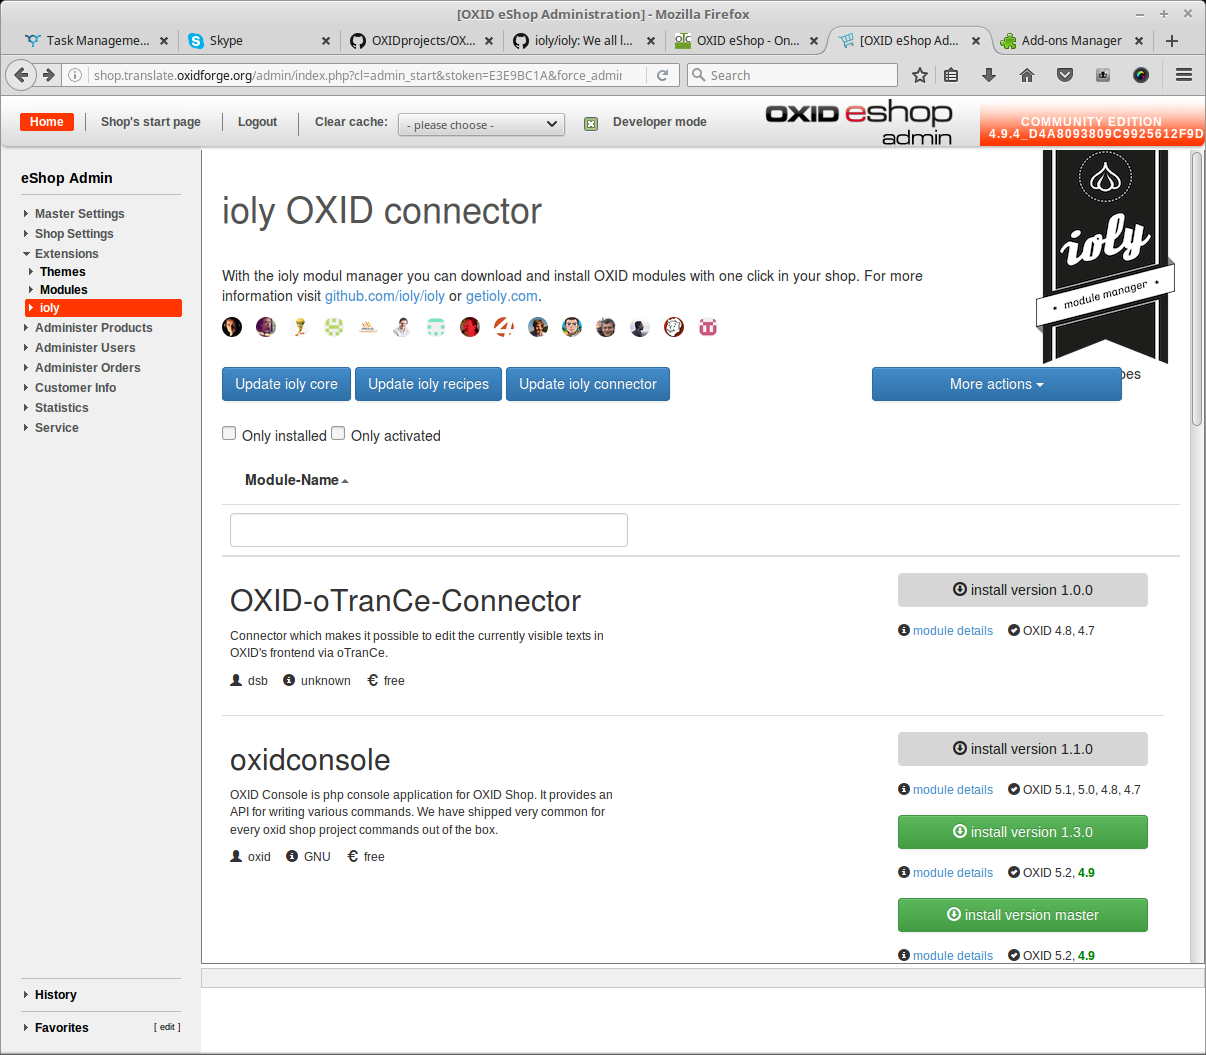 [OXID eShop Administration] - Mozilla Firefox
Task Manageme...
Skype
OXIDprojects/OX...
ioly/ioly: We all l...
OXID eShop - On...
[OXID eShop Ad...
Add-ons Manager
shop.translate.oxidforge.org/admin/index.php?cl=admin_start&stoken=E3E9BC1A&force_admin
Search
Home
Shop's start page
Logout
Clear cache:
- please choose -
Developer mode
OXID eshop
admin
COMMUNITY EDITION
4.9.4_D4A8093809C9925612F9D
eShop Admin
Master Settings
Shop Settings
Extensions
Themes
Modules
ioly
Administer Products
Administer Users
Administer Orders
Customer Info
Statistics
Service
History
Favorites
[ edit ]
ioly OXID connector
ioly
module manager
With the ioly modul manager you can download and install OXID modules with one click in your shop. For more
information visit github.com/ioly/ioly or getioly.com.
Update ioly core
Update ioly recipes
Update ioly connector
More actions
Only installed
Only activated
Module-Name
OXID-oTranCe-Connector
Connector which makes it possible to edit the currently visible texts in
OXID's frontend via oTranCe.
dsb
unknown
€ free
install version 1.0.0
module details
OXID 4.8, 4.7
oxidconsole
OXID Console is php console application for OXID Shop. It provides an
API for writing various commands. We have shipped very common for
every oxid shop project commands out of the box.
oxid
GNU
€ free
install version 1.1.0
module details
OXID 5.1, 5.0, 4.8, 4.7
install version 1.3.0
module details
OXID 5.2, 4.9
install version master
module details
OXID 5.2, 4.9